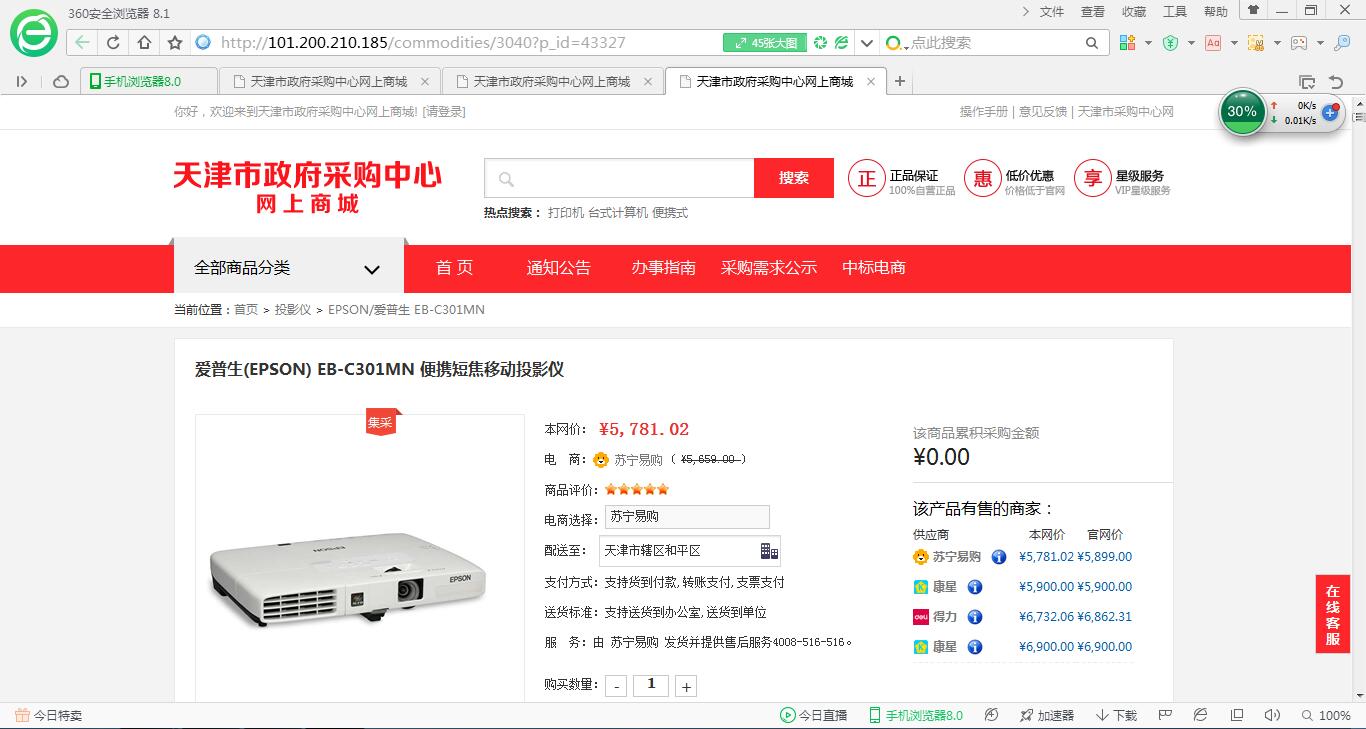 360安全浏览器 8.1
文件 查看 收藏 工具 帮助
http://101.200.210.185/commodities/3040?p_id=43327
45张大图
点此搜索
手机浏览器8.0
天津市政府采购中心网上商城
天津市政府采购中心网上商城
天津市政府采购中心网上商城
你好，欢迎来到天津市政府采购中心网上商城! [请登录]
操作手册 | 意见反馈 | 天津市采购中心网
30%
0K/s
0.01K/s
天津市政府采购中心
网上商城
搜索
热点搜索： 打印机 台式计算机 便携式
正 正品保证
100%自营正品
惠 低价优惠
价格低于官网
享 星级服务
VIP星级服务
全部商品分类
首 页 通知公告 办事指南 采购需求公示 中标电商
当前位置：首页 > 投影仪 > EPSON/爱普生 EB-C301MN
爱普生(EPSON) EB-C301MN 便携短焦移动投影仪
集采
EPSON
EPSON
本网价： ¥5,781.02
电 商： 苏宁易购 ( ¥5,659.00 )
商品评价：
电商选择： 苏宁易购
配送至： 天津市辖区和平区
支付方式：支持货到付款,转账支付,支票支付
送货标准：支持送货到办公室,送货到单位
服 务：由 苏宁易购 发货并提供售后服务4008-516-516。
购买数量： - 1 +
该商品累积采购金额
¥0.00
该产品有售的商家：
供应商 本网价 官网价
苏宁易购 ¥5,781.02 ¥5,899.00
康星 ¥5,900.00 ¥5,900.00
deli 得力 ¥6,732.06 ¥6,862.31
康星 ¥6,900.00 ¥6,900.00
在线客服
今日特卖
今日直播 手机浏览器8.0 加速器 下载 100%